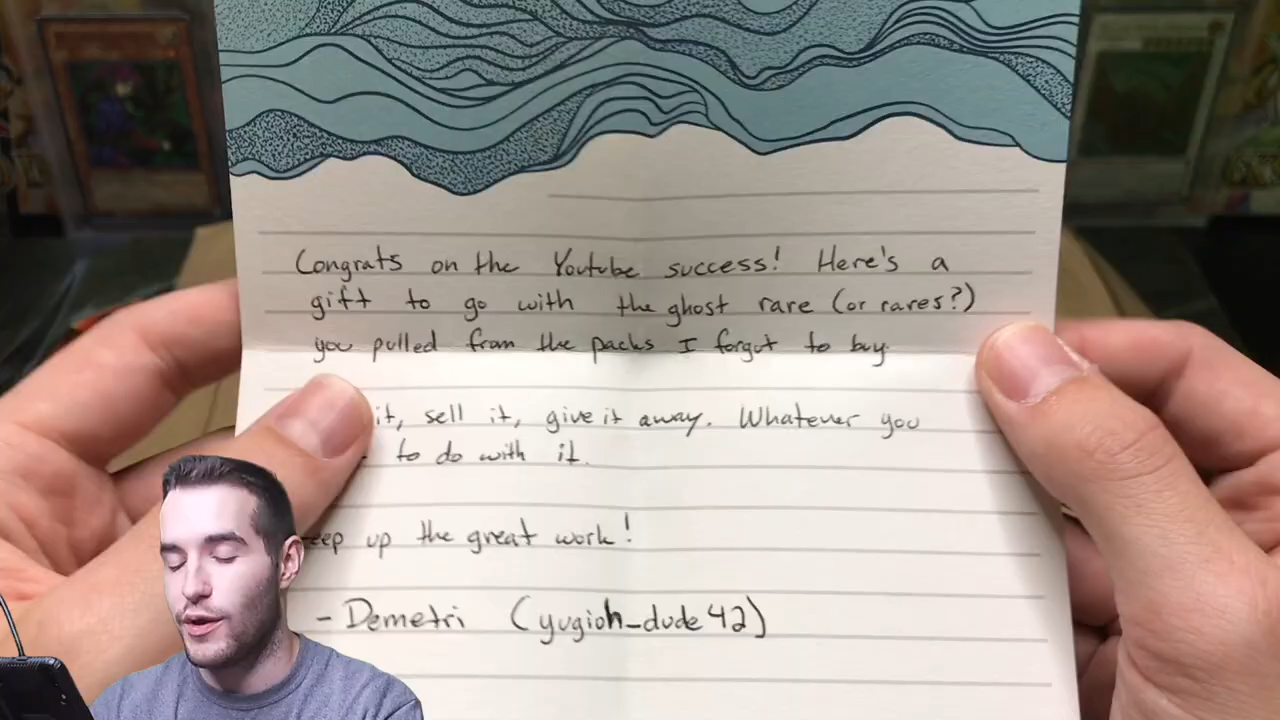 Congrats on the Youtube success! Here's a
gift to go with the ghost rare (or rares?)
you pulled from the packs I forgot to buy
it, sell it, give it away. Whatever you
to do with it.
eep up the great work!
- Demetri (yugioh_dude42)